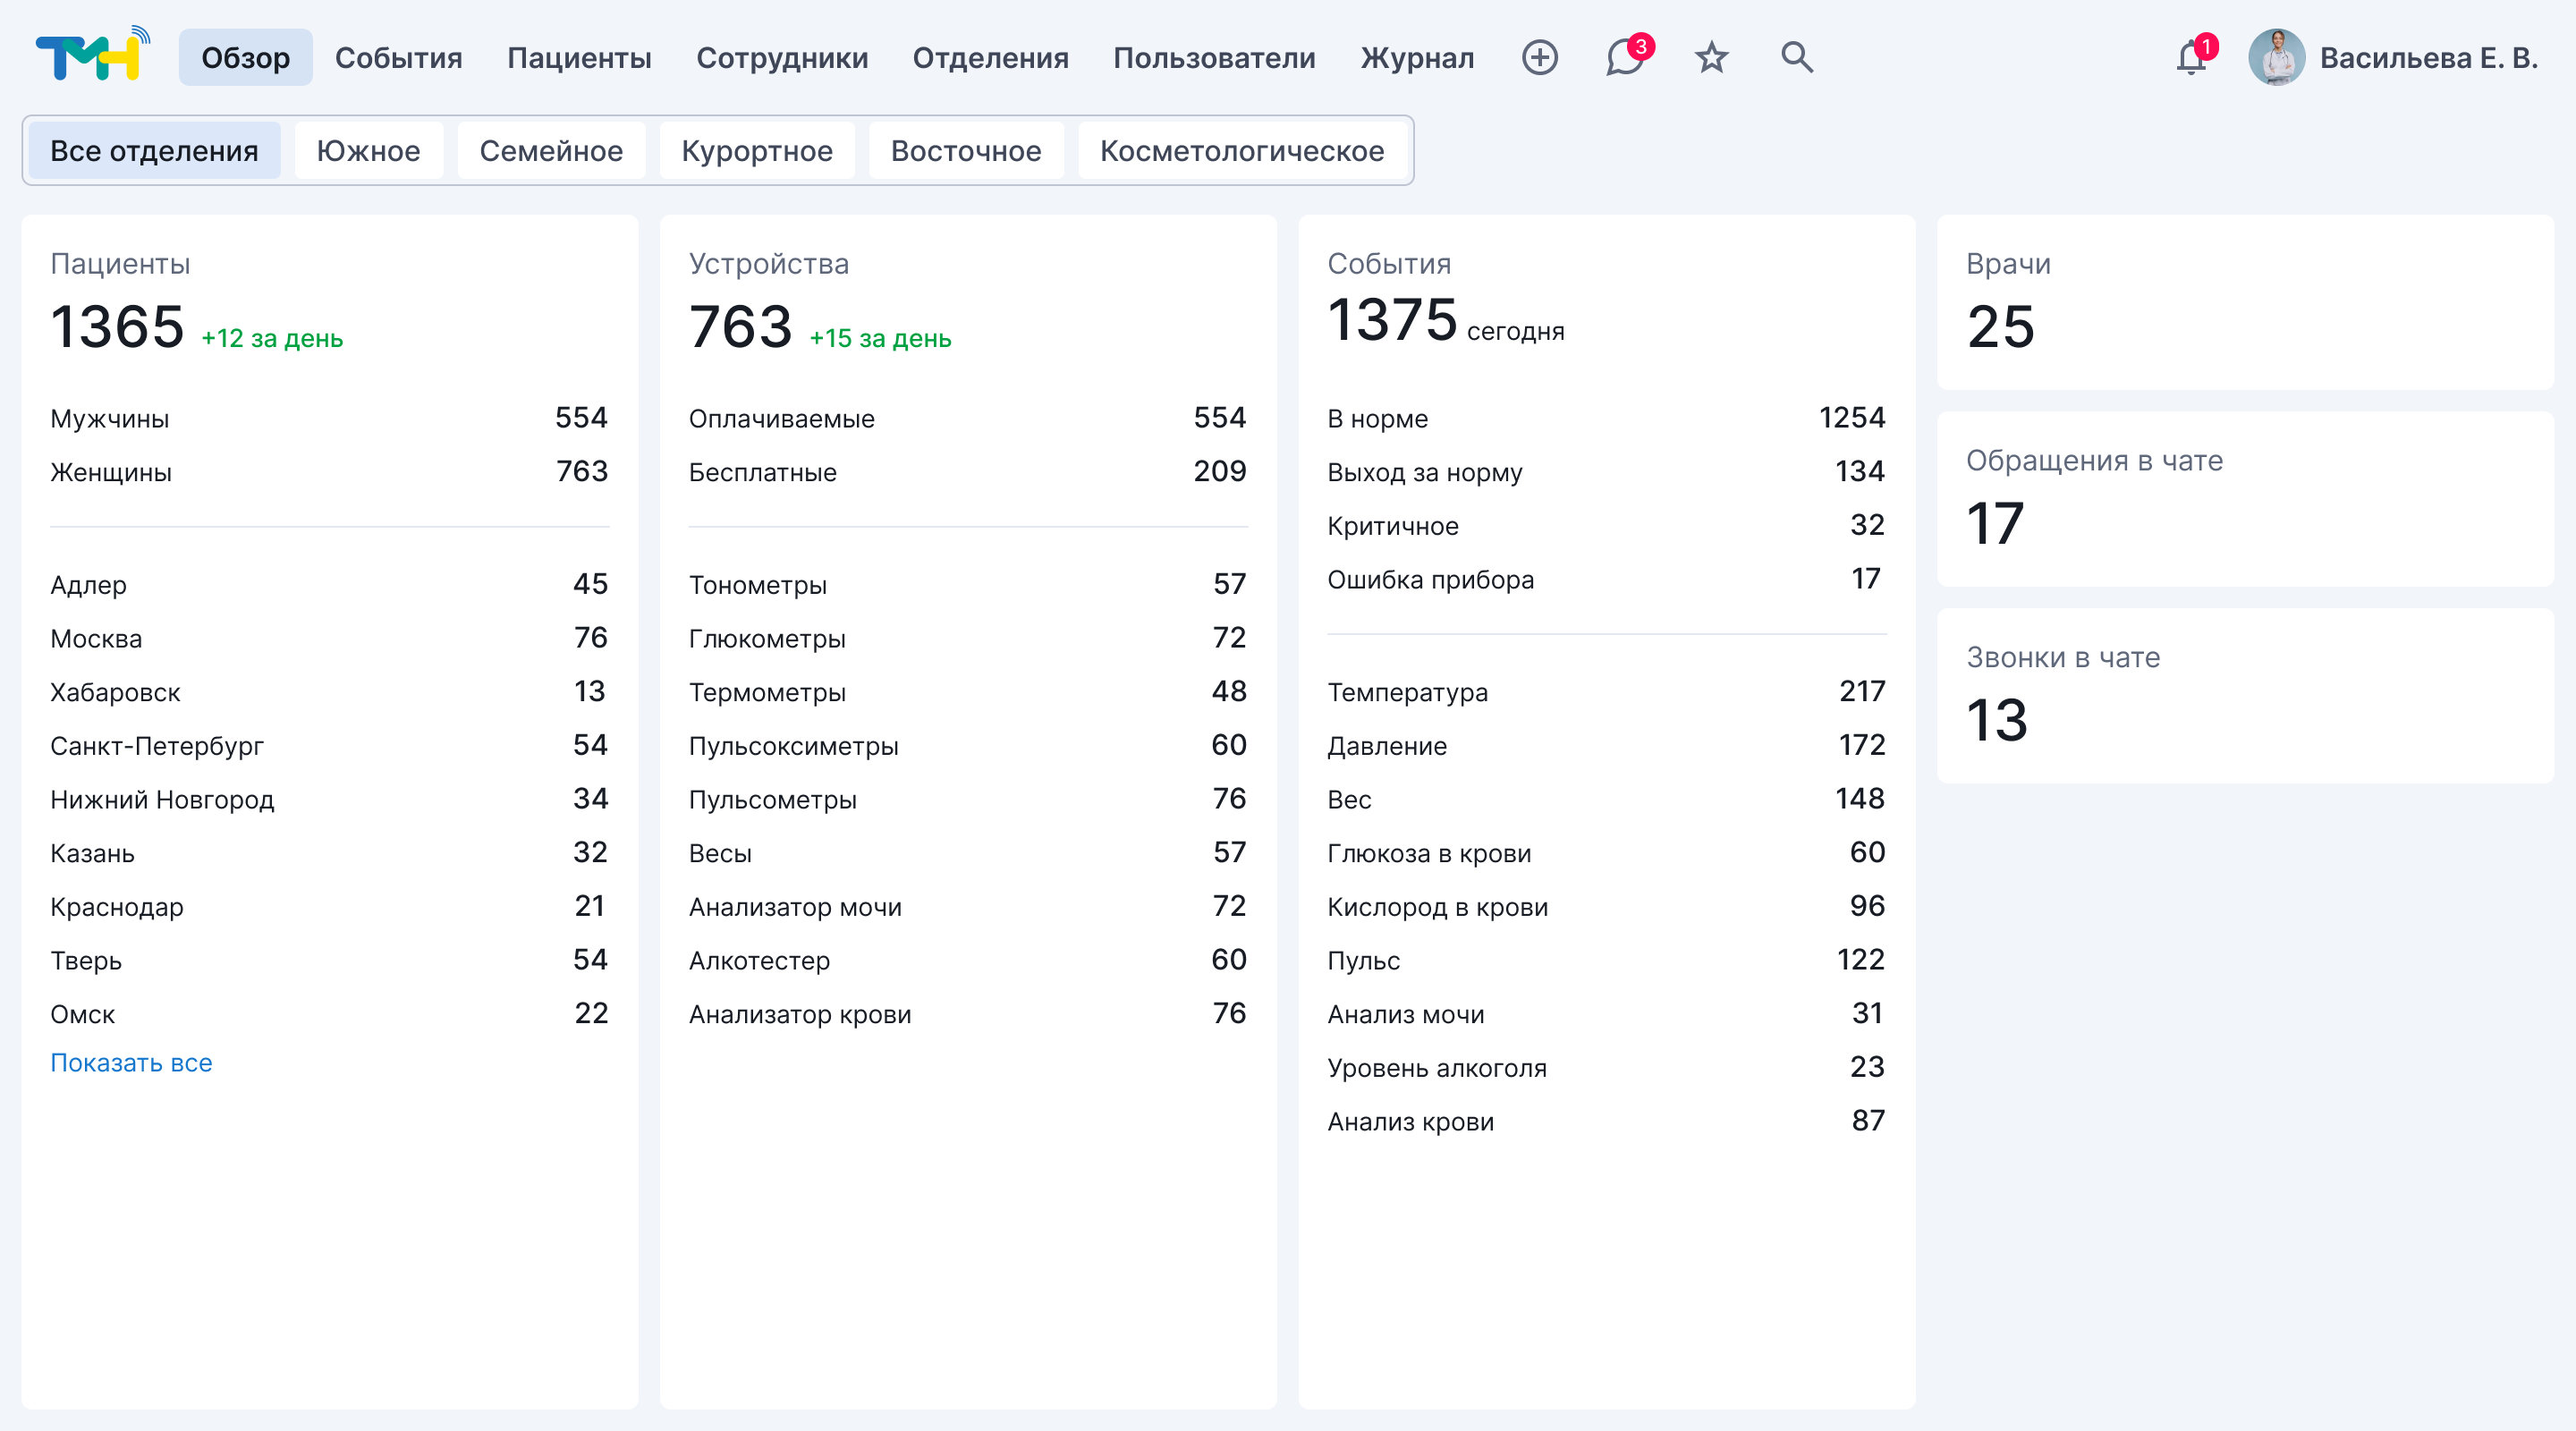 ТМН
Обзор События Пациенты Сотрудники Отделения Пользователи Журнал 3 1 Васильева Е. В.
Все отделения Южное Семейное Курортное Восточное Косметологическое
Пациенты
1365 +12 за день
Мужчины 554
Женщины 763
Адлер 45
Москва 76
Хабаровск 13
Санкт-Петербург 54
Нижний Новгород 34
Казань 32
Краснодар 21
Тверь 54
Омск 22
Показать все
Устройства
763 +15 за день
Оплачиваемые 554
Бесплатные 209
Тонометры 57
Глюкометры 72
Термометры 48
Пульсоксиметры 60
Пульсометры 76
Весы 57
Анализатор мочи 72
Алкотестер 60
Анализатор крови 76
События
1375 сегодня
В норме 1254
Выход за норму 134
Критичное 32
Ошибка прибора 17
Температура 217
Давление 172
Вес 148
Глюкоза в крови 60
Кислород в крови 96
Пульс 122
Анализ мочи 31
Уровень алкоголя 23
Анализ крови 87
Врачи
25
Обращения в чате
17
Звонки в чате
13